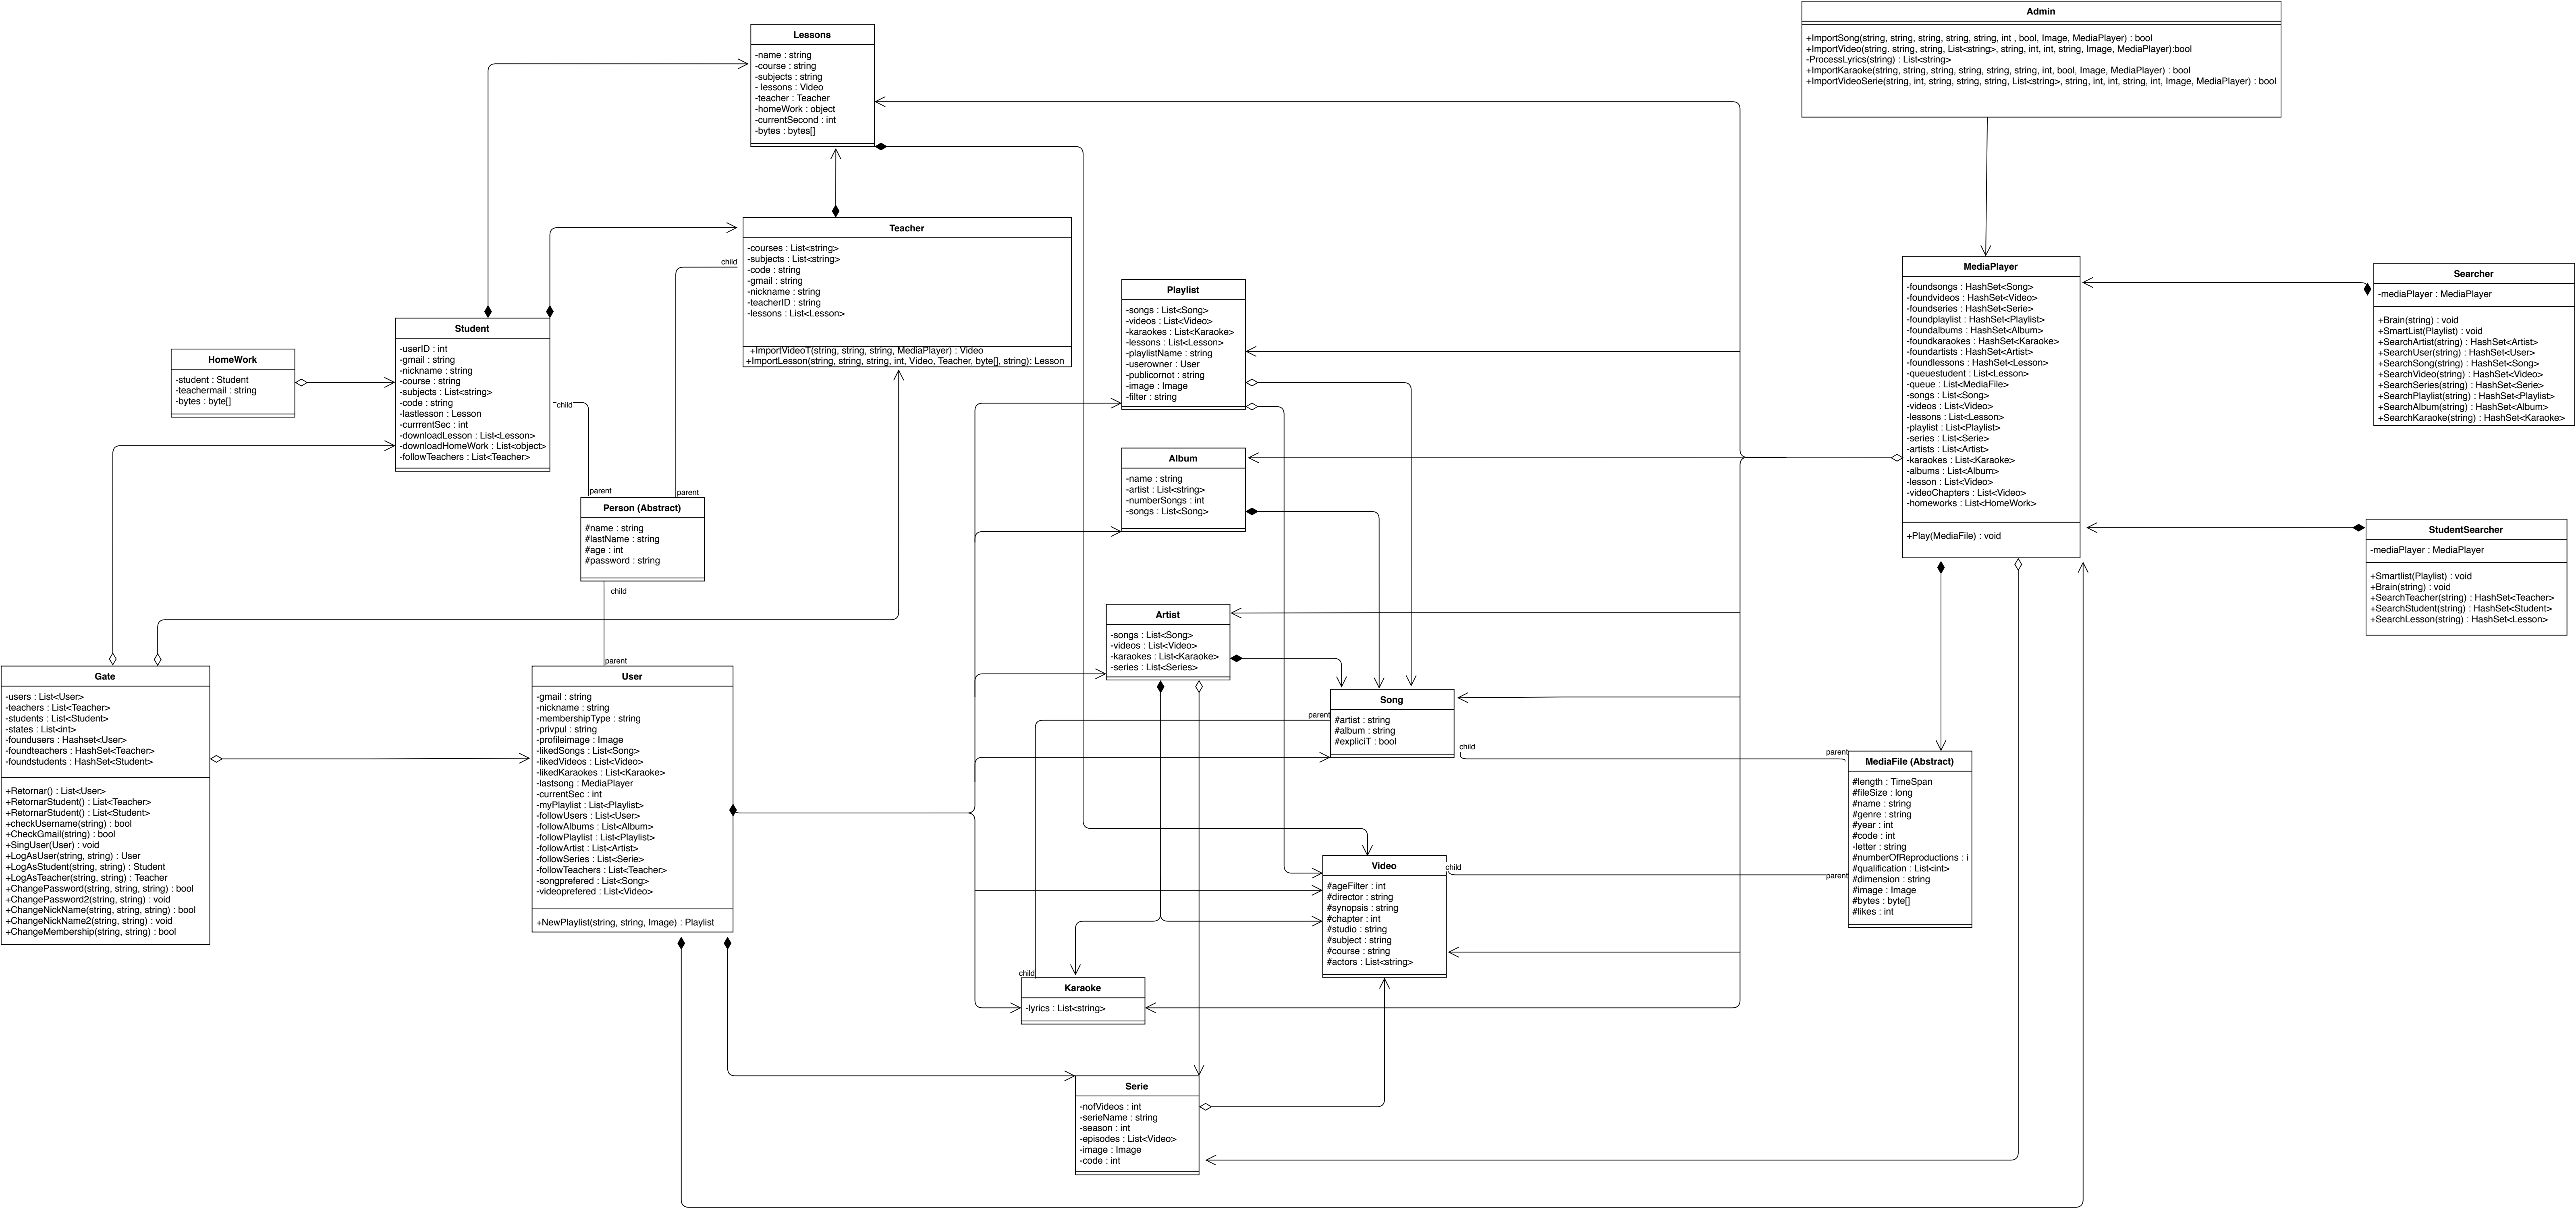 Admin
+ImportSong(string, string, string, string, string, int , bool, Image, MediaPlayer) : bool
+ImportVideo(string. string, string, List<string>, string, int, int, string, Image, MediaPlayer):bool
-ProcessLyrics(string) : List<string>
+ImportKaraoke(string, string, string, string, string, string, int, bool, Image, MediaPlayer) : bool
+ImportVideoSerie(string, int, string, string, string, List<string>, string, int, int, string, int, Image, MediaPlayer) : bool
Lessons
-name : string
-course : string
-subjects : string
- lessons : Video
-teacher : Teacher
-homeWork : object
-currentSecond : int
-bytes : bytes[]
Teacher
-courses : List<string>
-subjects : List<string>
-code : string
-gmail : string
-nickname : string
-teacherID : string
-lessons : List<Lesson>
+ImportVideoT(string, string, string, MediaPlayer) : Video
+ImportLesson(string, string, string, int, Video, Teacher, byte[], string): Lesson
child
Student
-userID : int
-gmail : string
-nickname : string
-course : string
-subjects : List<string>
-code : string
-lastlesson : Lesson
-currrentSec : int
-downloadLesson : List<Lesson>
-downloadHomeWork : List<object>
-followTeachers : List<Teacher>
child
HomeWork
-student : Student
-teachermail : string
-bytes : byte[]
parent
parent
Person (Abstract)
#name : string
#lastName : string
#age : int
#password : string
child
parent
Playlist
-songs : List<Song>
-videos : List<Video>
-karaokes : List<Karaoke>
-lessons : List<Lesson>
-playlistName : string
-userowner : User
-publicornot : string
-image : Image
-filter : string
Album
-name : string
-artist : List<string>
-numberSongs : int
-songs : List<Song>
Artist
-songs : List<Song>
-videos : List<Video>
-karaokes : List<Karaoke>
-series : List<Series>
MediaPlayer
-foundsongs : HashSet<Song>
-foundvideos : HashSet<Video>
-foundseries : HashSet<Serie>
-foundplaylist : HashSet<Playlist>
-foundalbums : HashSet<Album>
-foundkaraokes : HashSet<Karaoke>
-foundartists : HashSet<Artist>
-foundlessons : HashSet<Lesson>
-queuestudent : List<Lesson>
-queue : List<MediaFile>
-songs : List<Song>
-videos : List<Video>
-lessons : List<Lesson>
-playlist : List<Playlist>
-series : List<Serie>
-artists : List<Artist>
-karaokes : List<Karaoke>
-albums : List<Album>
-lesson : List<Video>
-videoChapters : List<Video>
-homeworks : List<HomeWork>
+Play(MediaFile) : void
Searcher
-mediaPlayer : MediaPlayer
+Brain(string) : void
+SmartList(Playlist) : void
+SearchArtist(string) : HashSet<Artist>
+SearchUser(string) : HashSet<User>
+SearchSong(string) : HashSet<Song>
+SearchVideo(string) : HashSet<Video>
+SearchSeries(string) : HashSet<Serie>
+SearchPlaylist(string) : HashSet<Playlist>
+SearchAlbum(string) : HashSet<Album>
+SearchKaraoke(string) : HashSet<Karaoke>
StudentSearcher
-mediaPlayer : MediaPlayer
+Smartlist(Playlist) : void
+Brain(string) : void
+SearchTeacher(string) : HashSet<Teacher>
+SearchStudent(string) : HashSet<Student>
+SearchLesson(string) : HashSet<Lesson>
Gate
-users : List<User>
-teachers : List<Teacher>
-students : List<Student>
-states : List<int>
-foundusers : Hashset<User>
-foundteachers : HashSet<Teacher>
-foundstudents : HashSet<Student>
+Retornar() : List<User>
+RetornarStudent() : List<Teacher>
+RetornarStudent() : List<Student>
+checkUsername(string) : bool
+CheckGmail(string) : bool
+SingUser(User) : void
+LogAsUser(string, string) : User
+LogAsStudent(string, string) : Student
+LogAsTeacher(string, string) : Teacher
+ChangePassword(string, string, string) : bool
+ChangePassword2(string, string) : void
+ChangeNickName(string, string, string) : bool
+ChangeNickName2(string, string) : void
+ChangeMembership(string, string) : bool
User
-gmail : string
-nickname : string
-membershipType : string
-privpul : string
-profileimage : Image
-likedSongs : List<Song>
-likedVideos : List<Video>
-likedKaraokes : List<Karaoke>
-lastsong : MediaPlayer
-currentSec : int
-myPlaylist : List<Playlist>
-followUsers : List<User>
-followAlbums : List<Album>
-followPlaylist : List<Playlist>
-followArtist : List<Artist>
-followSeries : List<Serie>
-followTeachers : List<Teacher>
-songprefered : List<Song>
-videoprefered : List<Video>
+NewPlaylist(string, string, Image) : Playlist
parent
Song
#artist : string
#album : string
#expliciT : bool
child
parent
MediaFile (Abstract)
#length : TimeSpan
#fileSize : long
#name : string
#genre : string
#year : int
#code : int
-letter : string
#numberOfReproductions : i
#qualification : List<int>
#dimension : string
#image : Image
#bytes : byte[]
#likes : int
child
parent
Video
#ageFilter : int
#director : string
#synopsis : string
#chapter : int
#studio : string
#subject : string
#course : string
#actors : List<string>
child
Karaoke
-lyrics : List<string>
Serie
-nofVideos : int
-serieName : string
-season : int
-episodes : List<Video>
-image : Image
-code : int